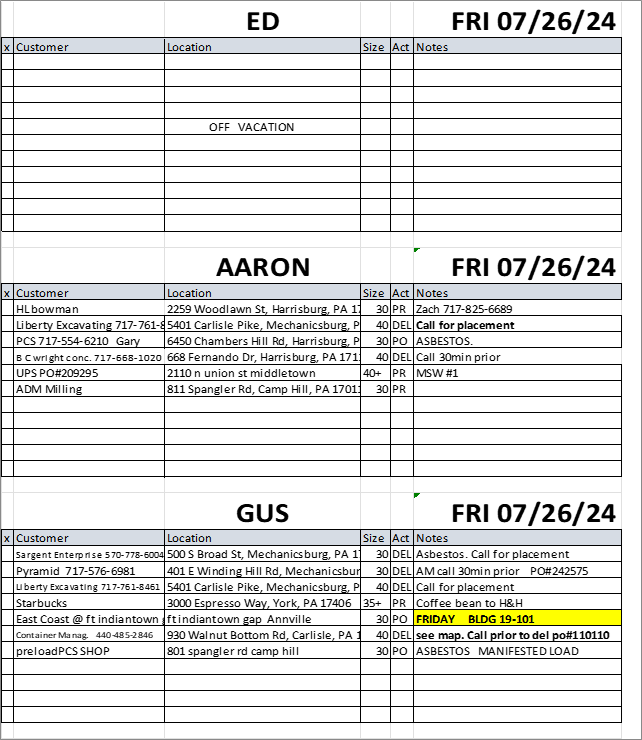 ED FRI 07/26/24
x Customer Location Size Act Notes
OFF VACATION
AARON FRI 07/26/24
x Customer Location Size Act Notes
HL bowman 2259 Woodlawn St, Harrisburg, PA 17 30 PR Zach 717-825-6689
Liberty Excavating 717-761-8 5401 Carlisle Pike, Mechanicsburg, P 40 DEL Call for placement
PCS 717-554-6210 Gary 6450 Chambers Hill Rd, Harrisburg, 30 PO ASBESTOS.
B C wright conc. 717-668-1020 668 Fernando Dr, Harrisburg, PA 171 40 DEL Call 30min prior
UPS PO#209295 2110 n union st middletown 40+ PR MSW #1
ADM Milling 811 Spangler Rd, Camp Hill, PA 17011 30 PR
GUS FRI 07/26/24
x Customer Location Size Act Notes
Sargent Enterprise 570-778-6004 500 S Broad St, Mechanicsburg, PA 17 30 DEL Asbestos. Call for placement
Pyramid 717-576-6981 401 E Winding Hill Rd, Mechanicsbur 30 DEL AM call 30min prior PO#242575
Liberty Excavating 717-761-8461 5401 Carlisle Pike, Mechanicsburg, P 40 DEL Call for placement
Starbucks 3000 Espresso Way, York, PA 17406 35+ PR Coffee bean to H&H
East Coast @ ft indiantown g ft indiantown gap Annville 30 PO FRIDAY BLDG 19-101
Container Manag. 440-485-2846 930 Walnut Bottom Rd, Carlisle, PA 1 40 DEL see map. Call prior to del po#110110
preload PCS SHOP 801 spangler rd camp hill 30 PO ASBESTOS MANIFESTED LOAD